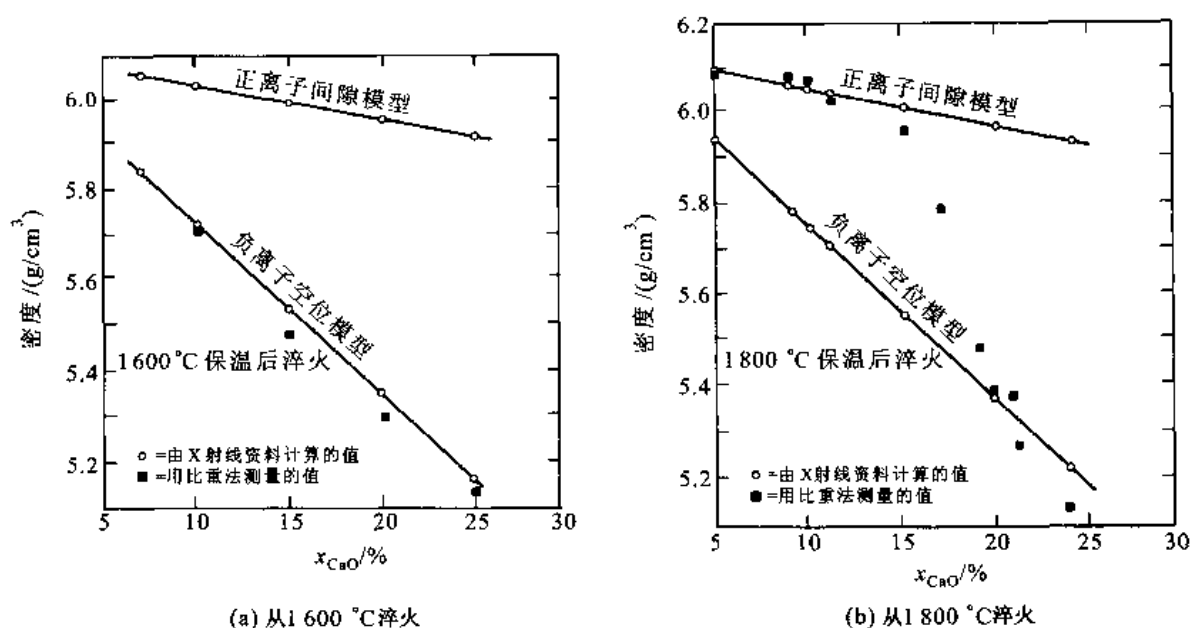 6.0
5.8
5.6
5.4
5.2
密度/(g/cm³)
正离子间隙模型
负离子空位模型
1600°C保温后淬火
○=由X射线资料计算的值
■=用比重法测量的值
5 10 15 20 25 30
xCaO/%
(a) 从1 600 °C淬火
6.2
6.0
5.8
5.6
5.4
5.2
密度/(g/cm³)
正离子间隙模型
负离子空位模型
1800°C保温后淬火
○=由X射线资料计算的值
■=用比重法测量的值
5 10 15 20 25 30
xCaO/%
(b) 从1 800 °C淬火